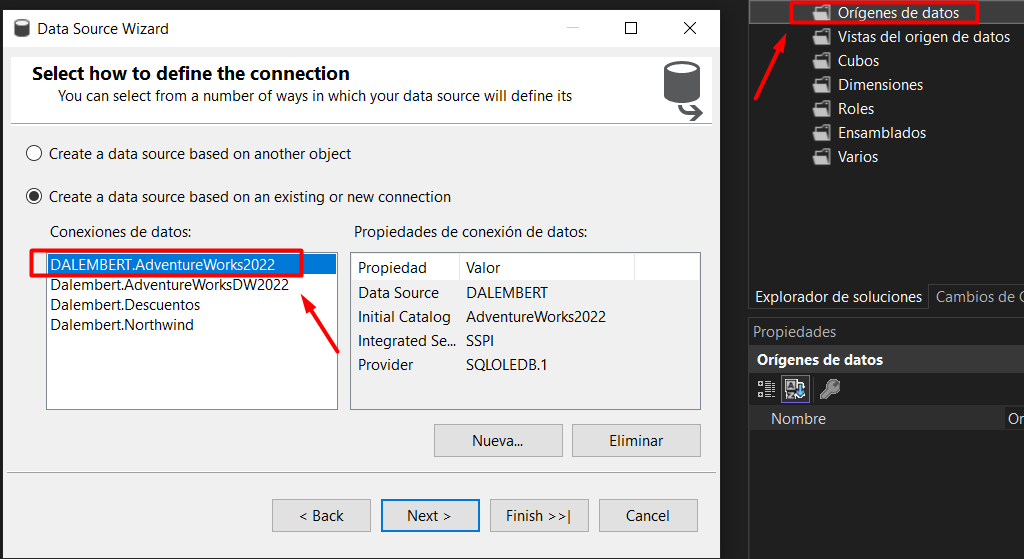 Data Source Wizard
Select how to define the connection
You can select from a number of ways in which your data source will define its
Create a data source based on another object
Create a data source based on an existing or new connection
Conexiones de datos:
DALEMBERT.AdventureWorks2022
Dalembert.AdventureWorksDW2022
Dalembert.Descuentos
Dalembert.Northwind
Propiedades de conexión de datos:
Propiedad Valor
Data Source DALEMBERT
Initial Catalog AdventureWorks2022
Integrated Se... SSPI
Provider SQLOLEDB.1
Nueva... Eliminar
< Back Next > Finish >>| Cancel
Orígenes de datos
Vistas del origen de datos
Cubos
Dimensiones
Roles
Ensamblados
Varios
Explorador de soluciones Cambios de
Propiedades
Orígenes de datos
Nombre